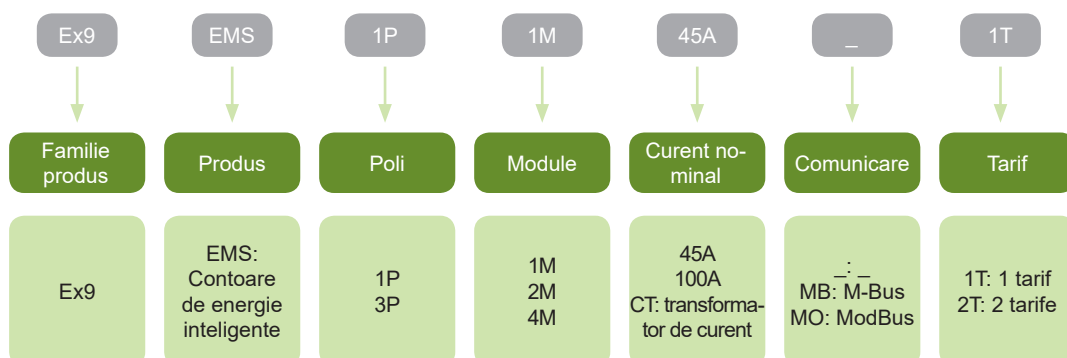 Ex9
EMS
1P
1M
45A
_
1T
Familie
produs
Produs
Poli
Module
Curent no-
minal
Comunicare
Tarif
Ex9
EMS:
Contoare
de energie
inteligente
1P
3P
1M
2M
4M
45A
100A
CT: transforma-
tor de curent
_: _
MB: M-Bus
MO: ModBus
1T: 1 tarif
2T: 2 tarife